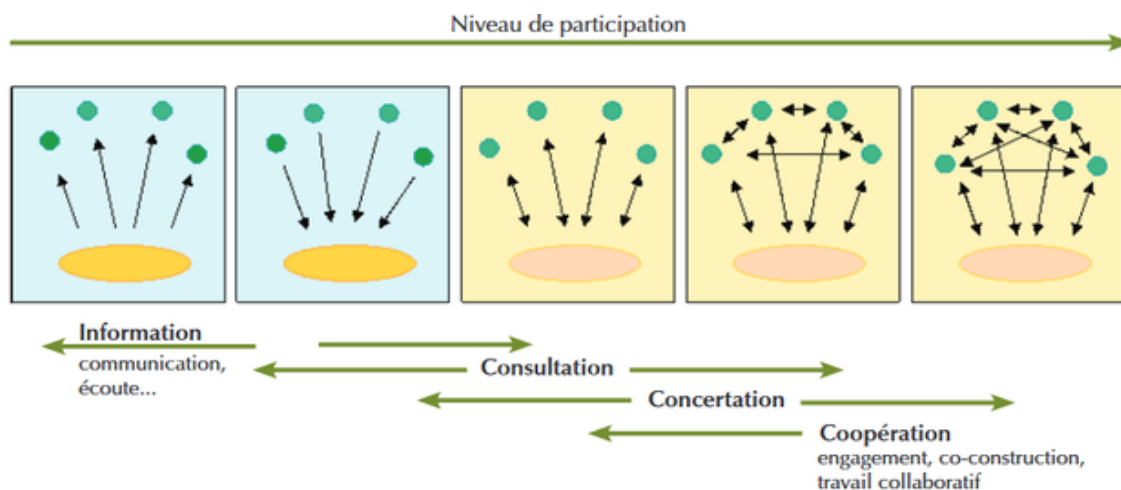 Niveau de participation
Information
communication,
écoute...
Consultation
Concertation
Coopération
engagement, co-construction,
travail collaboratif